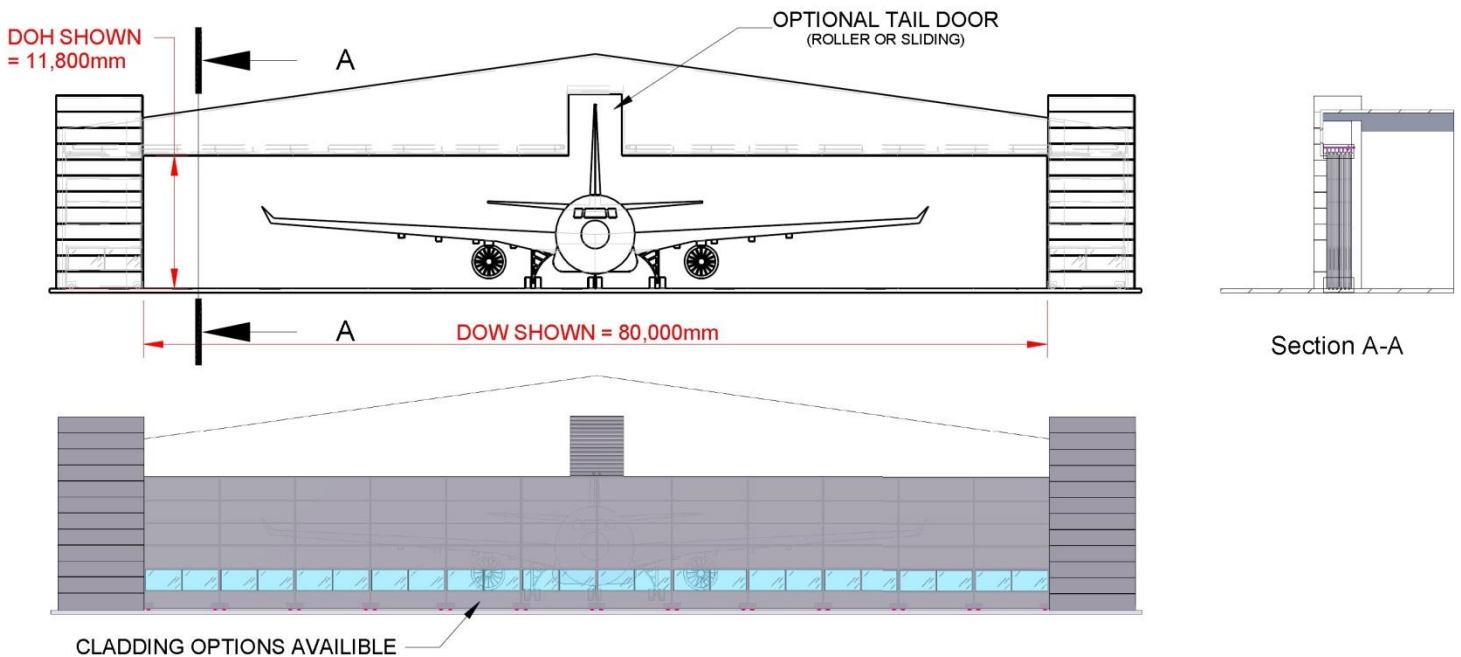 DOH SHOWN
= 11,800mm
A
OPTIONAL TAIL DOOR
(ROLLER OR SLIDING)
A
DOW SHOWN = 80,000mm
Section A-A
CLADDING OPTIONS AVAILIBLE